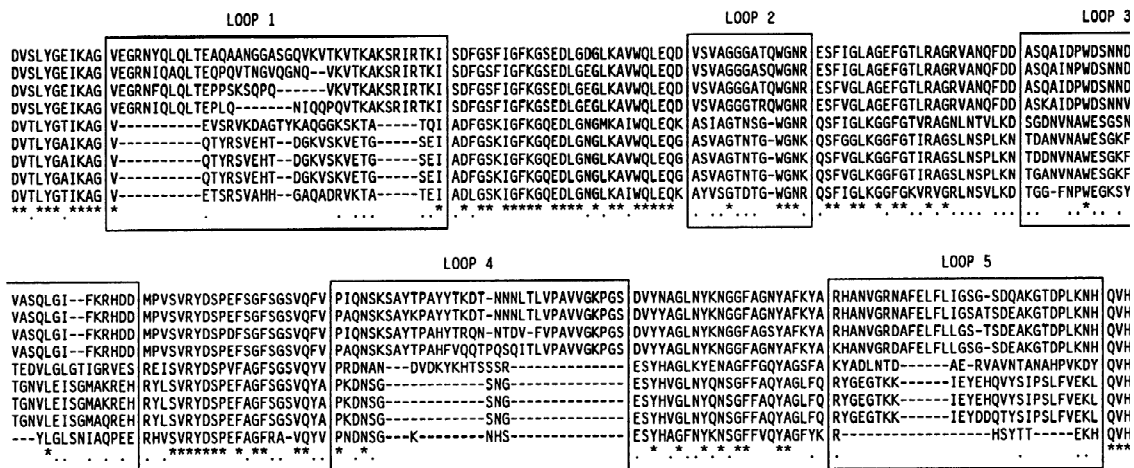 LOOP 1 LOOP 2 LOOP 3
DVSLYGEIKAG VEGRNYQLQLTEAQAANGGASGQVKVTKVTKAKSRIRTKI SDFGSFIGFKGSEDLGDGLKAVWQLEQD VSVAGGGATQWGNR ESFIGLAGEFGTLRAGRVANQFDD ASQAIDPWDSNND
DVSLYGEIKAG VEGRNIQAQLTEQPQVTNGVQGNQ--VKVTKAKSRIRTKI SDFGSFIGFKGSEDLGEGLKAVWQLEQD VSVAGGGASQWGNR ESFIGLAGEFGTLRAGRVANQFDD ASQAINPWDSNND
DVSLYGEIKAG VEGRNFQLQLTEPPSKSQPQ------VKVTKAKSRIRTKI SDFGSFIGFKGSEDLGEGLKAVWQLEQD VSVAGGGATQWGNR ESFVGLAGEFGTLRAGRVANQFDD ASQAIDPWDSNND
DVSLYGEIKAG VEGRNIQLQLTEPLQ-------NIQQPQVTKAKSRIRTKI SDFGSFIGFKGSEDLGEGLKAVWQLEQD VSVAGGGTRQWGNR ESFVGLAGEFGTLRAGRVANQFDD ASKAIDPWDSNNV
DVTLYGTIKAG V----------EVSRVKDAGTYKAQGGKSKTA-----TQI ADFGSKIGFKGQEDLGNGMKAIWQLEQK ASIAGTNSG-WGNR QSFIGLKGGFGTVRAGNLNTVLKD SGDNVNAWESGSN
DVTLYGAIKAG V----------QTYRSVEHT--DGKVSKVETG-----SEI ADFGSKIGFKGQEDLGNGLKAVWQLEQG ASVAGTNTG-WGNK QSFGGLKGGFGTIRAGSLNSPLKN TDANVNAWESGKF
DVTLYGAIKAG V----------QTYRSVEHT--DGKVSKVETG-----SEI ADFGSKIGFKGQEDLGNGLKAVWQLEQG ASVAGTNTG-WGNK QSFVGLKGGFGTIRAGSLNSPLKN TDDNVNAWESGKF
DVTLYGAIKAG V----------QTYRSVEHT--DGKVSKVETG-----SEI ADFGSKIGFKGQEDLGNGLKAVWQLEQG ASVAGTNTG-WGNK QSFVGLKGGFGTIRAGSLNSPLKN TGANVNAWESGKF
DVTLYGTIKAG V----------ETSRSVAHH--GAQADRVKTA-----TEI ADLGSKIGFKGQEDLGNGLKAIWQLEQK AYVSGTDTG-WGNR QSFIGLKGGFGKVRVGRLNSVLKD TGG-FNPWEGKSY
LOOP 4 LOOP 5
VASQLGI--FKRHDD MPVSVRYDSPEFSGFSGSVQFV PIQNSKSAYTPAYYTKDT-NNNLTLVPAVVGKPGS DVYYAGLNYKNGGFAGNYAFKYA RHANVGRNAFELFLIGSGS-SDQAKGTDPLKNH QVH
VASQLGI--FKRHDD MPVSVRYDSPEFSGFSGSVQFV PIQNSKSAYKPAYYTKDT-NNNLTLVPAVVGKPGS DVYYAGLNYKNGGFAGNYAFKYA RHANVGRNAFELFLIGSATSDEAKGTDPLKNH QVH
VASQLGI--FKRHDD MPVSVRYDSPDFSGFSGSVQFV PIQNSKSAYTPAHYTRQN-NTDV-FVPAVVGKPGS DVYYAGLNYKNGGFAGSYAFKYA RHANVGRDAFELFLLGS-TSDEAKGTDPLKNH QVH
VASQLGI--FKRHDD MPVSVRYDSPEFSGFSGSVQFV PAQNSKSAYTPAHFVQQTPQSQITLVPAVVGKPGS DVYYAGLNYKNGGFAGNYAFKYA KHANVGRDAFELFLLGSG-SDEAKGTDPLKNH QVH
TEDVLGLGTIGRVES REISVRYDSPVFAGFSGSVQYV PRDNAN--DVDKYKHTSSSR-------------- ESYHAGLKYENAGFFGQYAGSFA KYADLNTD-----AE-RVAVNTANAHPVKDY QVH
TGNVLEISGMAKREH RYLSVRYDSPEFAGFSGSVQYA PKDNSG------------SNG-------------- ESYHVGLNYQNSGFFAQYAGLFQ RYGEGTKK------IEYEHQVYSIPSLFVEKL QVH
TGNVLEISGMAKREH RYLSVRYDSPEFAGFSGSVQYA PKDNSG------------SNG-------------- ESYHVGLNYQNSGFFAQYAGLFQ RYGEGTKK------IEYEHQVYSIPSLFVEKL QVH
TGNVLEISGMAQREH RYLSVRYDSPEFAGFSGSVQYA PKDNSG------------SNG-------------- ESYHVGLNYQNSGFFAQYAGLFQ RYGEGTKK------IEYDDQTYSIPSLFVEKL QVH
---YLGLSNIAQPEE RHVSVRYDSPEFAGFRA-VQYV PNDNSG---K-------NHS--------------- ESYHAGFNYKNSGFFVQYAGFYK R---------------HSYTT-----EKH QVH